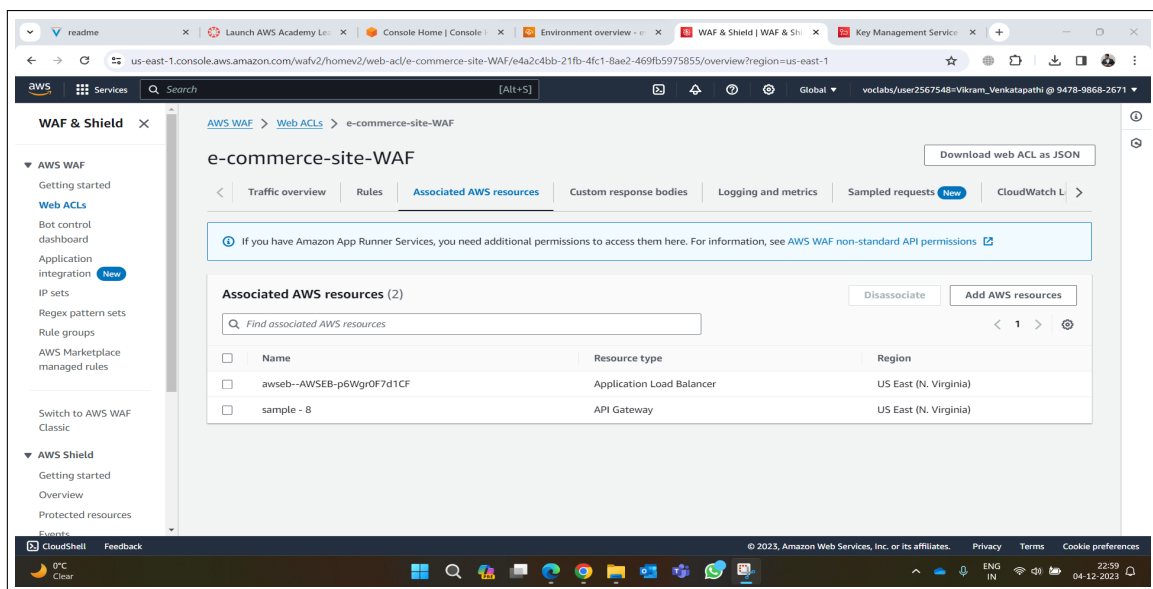 readme
Launch AWS Academy Le
Console Home | Console H
Environment overview - e
WAF & Shield | WAF & Shi
Key Management Service
us-east-1.console.aws.amazon.com/wafv2/homev2/web-acl/e-commerce-site-WAF/e4a2c4bb-21fb-4fc1-8ae2-469fb5975855/overview?region=us-east-1
aws Services Search [Alt+S] Global voclabs/user2567548=Vikram_Venkatapathi @ 9478-9868-2671
WAF & Shield
AWS WAF
Getting started
Web ACLs
Bot control
dashboard
Application
integration New
IP sets
Regex pattern sets
Rule groups
AWS Marketplace
managed rules
Switch to AWS WAF
Classic
AWS Shield
Getting started
Overview
Protected resources
Events
AWS WAF > Web ACLs > e-commerce-site-WAF
e-commerce-site-WAF
Download web ACL as JSON
Traffic overview Rules Associated AWS resources Custom response bodies Logging and metrics Sampled requests New CloudWatch L
If you have Amazon App Runner Services, you need additional permissions to access them here. For information, see AWS WAF non-standard API permissions
Associated AWS resources (2)
Disassociate Add AWS resources
Find associated AWS resources
1
Name Resource type Region
awseb--AWSEB-p6Wgr0F7d1CF Application Load Balancer US East (N. Virginia)
sample - 8 API Gateway US East (N. Virginia)
CloudShell Feedback © 2023, Amazon Web Services, Inc. or its affiliates. Privacy Terms Cookie preferences
0°C
Clear
ENG
IN
22:59
04-12-2023